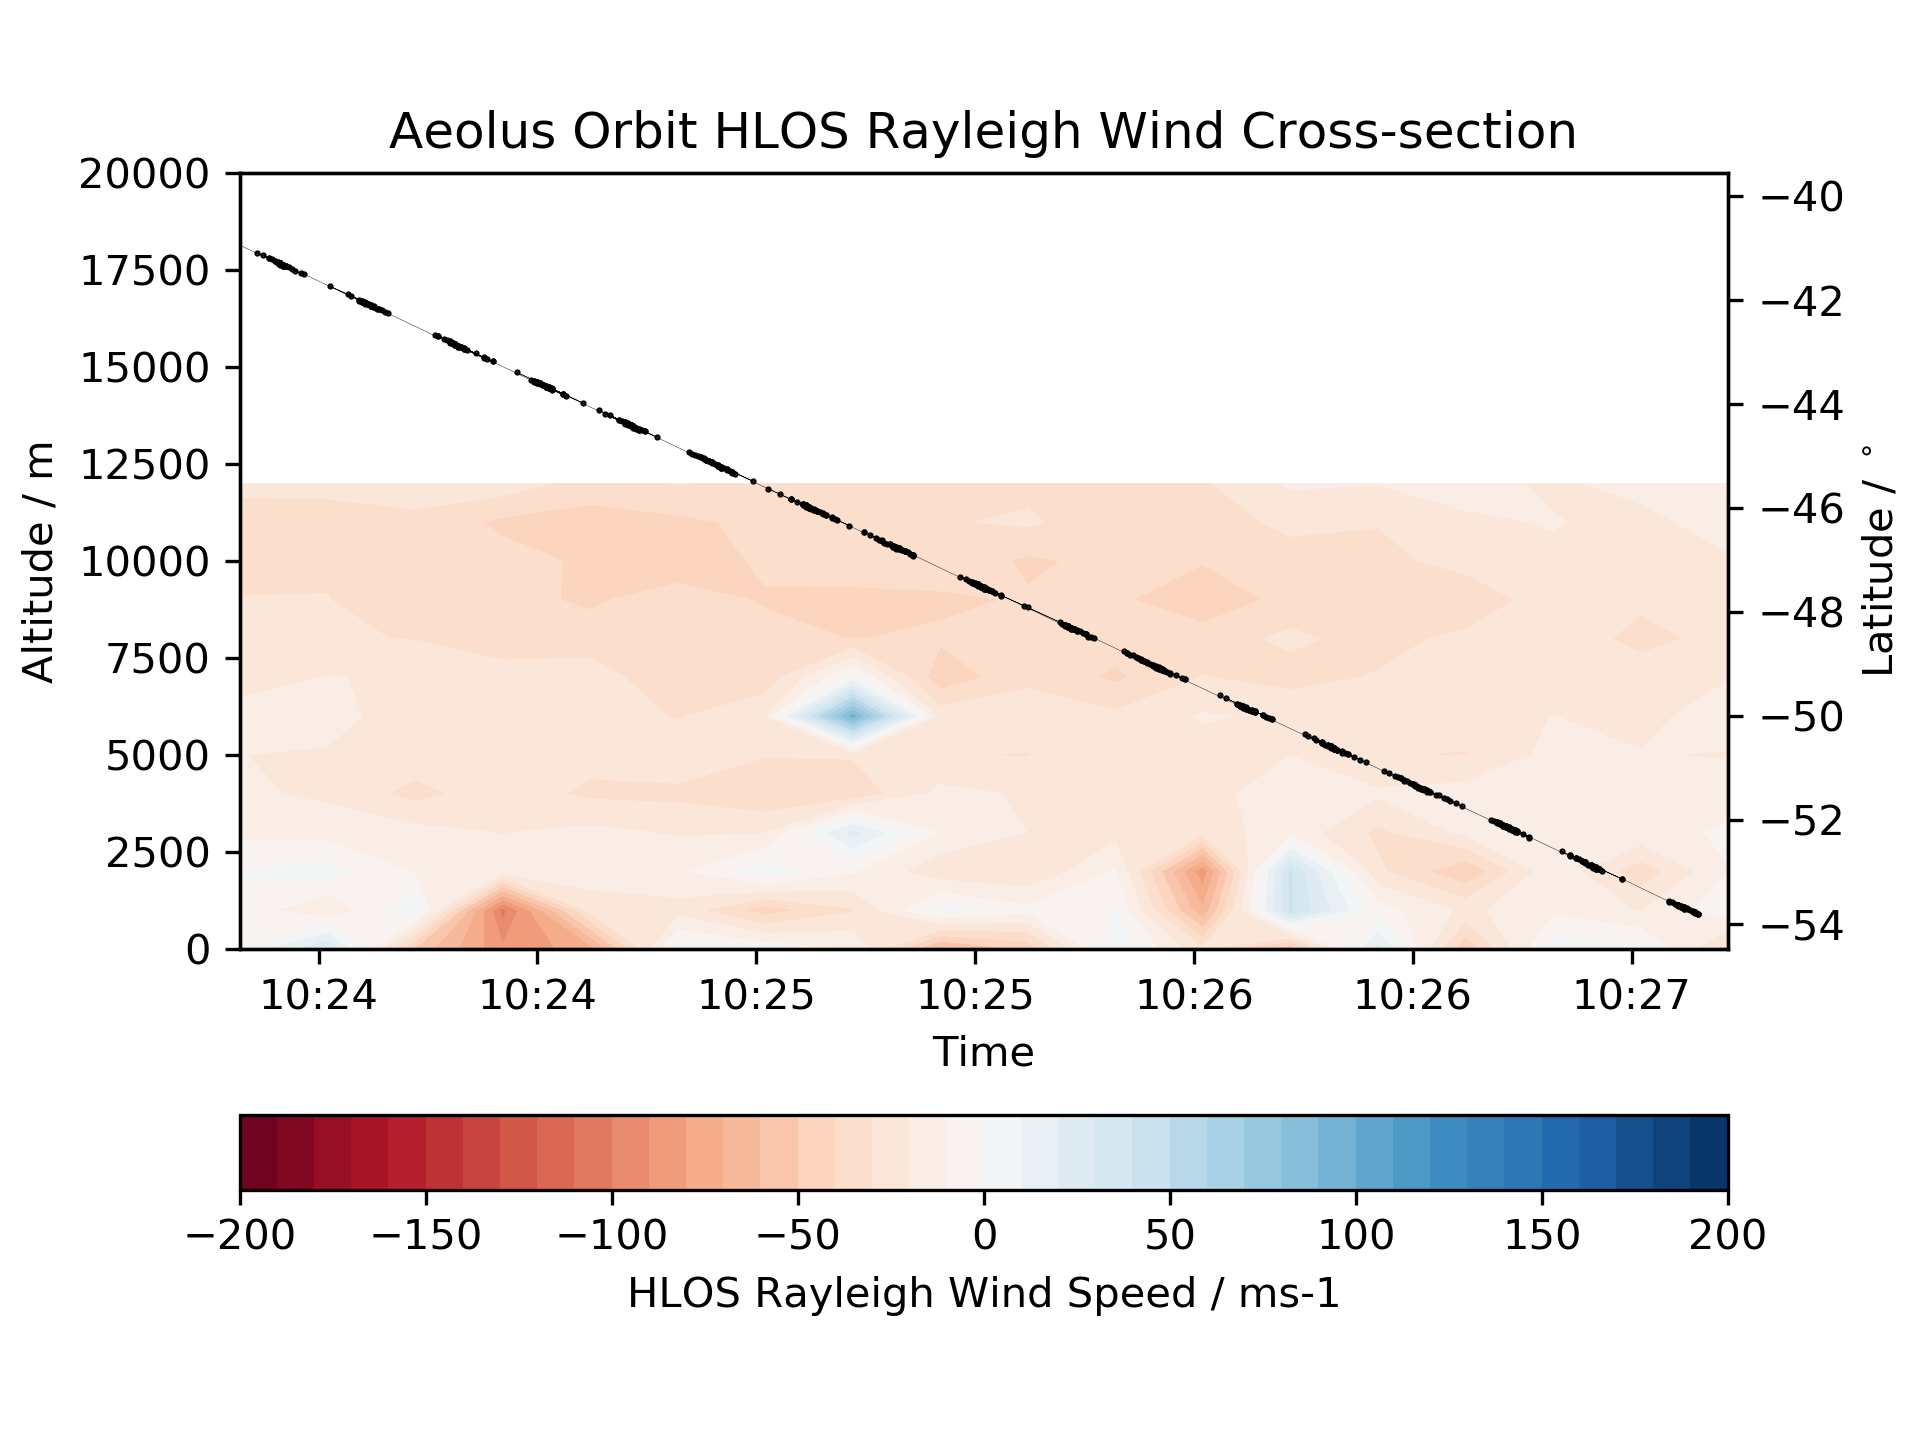 Aeolus Orbit HLOS Rayleigh Wind Cross-section
20000
17500
15000
12500
10000
7500
5000
2500
0
Altitude / m
−40
−42
−44
−46
−48
−50
−52
−54
Latitude / °
10:24 10:24 10:25 10:25 10:26 10:26 10:27
Time
−200 −150 −100 −50 0 50 100 150 200
HLOS Rayleigh Wind Speed / ms-1